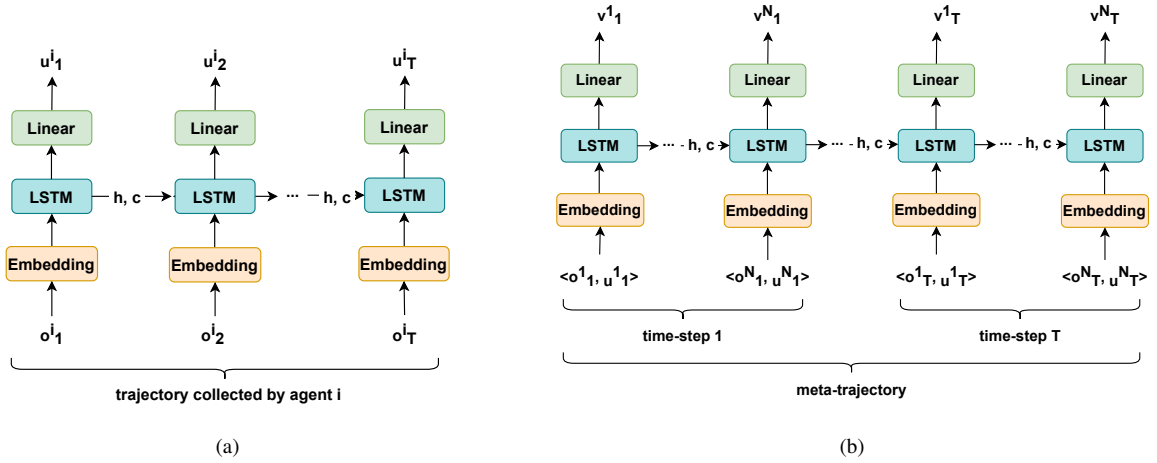 u^i_1 u^i_2 u^i_T
Linear Linear Linear
LSTM h, c LSTM ... h, c LSTM
Embedding Embedding Embedding
o^i_1 o^i_2 o^i_T
trajectory collected by agent i
(a)
v^1_1 v^N_1 v^1_T v^N_T
Linear Linear Linear Linear
LSTM ... h, c LSTM ... h, c LSTM ... h, c LSTM
Embedding Embedding Embedding Embedding
<o^1_1, u^1_1> <o^N_1, u^N_1> <o^1_T, u^1_T> <o^N_T, u^N_T>
time-step 1 time-step T
meta-trajectory
(b)